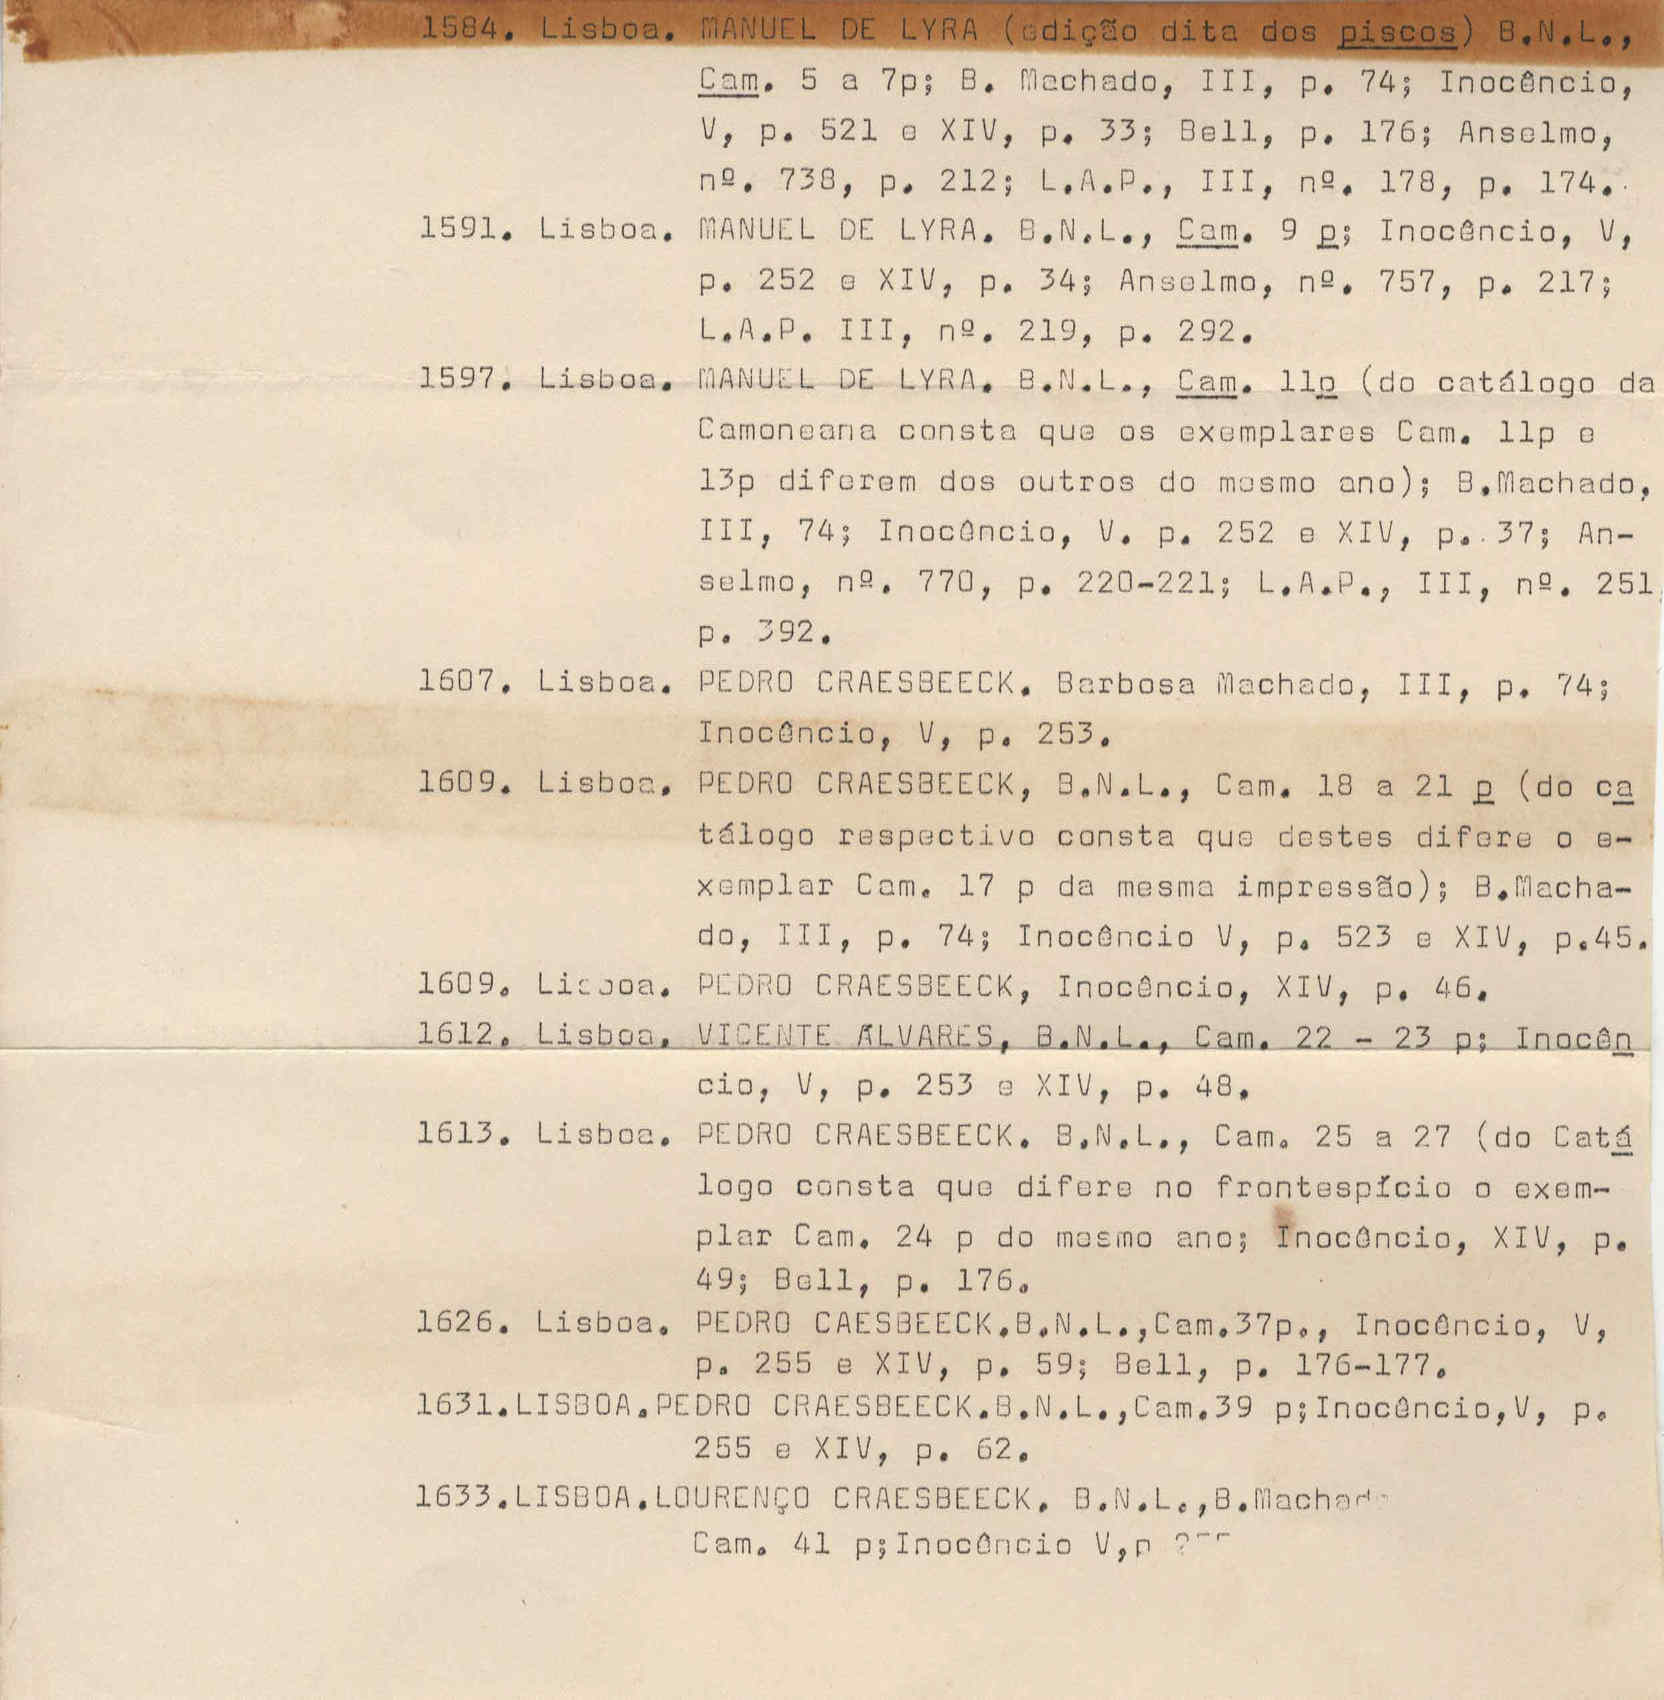 1584. Lisboa. MANUEL DE LYRA (edição dita dos piscos) B.N.L.,
Cam. 5 a 7p; B. Machado, III, p. 74; Inocêncio,
V, p. 521 e XIV, p. 33; Bell, p. 176; Anselmo,
nº. 738, p. 212; L.A.P., III, nº. 178, p. 174.
1591. Lisboa. MANUEL DE LYRA. B.N.L., Cam. 9 p; Inocêncio, V,
p. 252 e XIV, p. 34; Anselmo, nº. 757, p. 217;
L.A.P. III, nº. 219, p. 292.
1597. Lisboa. MANUEL DE LYRA. B.N.L., Cam. 11p (do catálogo da
Camoneana consta que os exemplares Cam. 11p e
13p diferem dos outros do mesmo ano); B.Machado,
III, 74; Inocêncio, V. p. 252 e XIV, p. 37; An-
selmo, nº. 770, p. 220-221; L.A.P., III, nº. 251
p. 392.
1607. Lisboa. PEDRO CRAESBEECK. Barbosa Machado, III, p. 74;
Inocêncio, V, p. 253.
1609. Lisboa. PEDRO CRAESBEECK, B.N.L., Cam. 18 a 21 p (do ca
tálogo respectivo consta que destes difere o e-
xemplar Cam. 17 p da mesma impressão); B.Macha-
do, III, p. 74; Inocêncio V, p. 523 e XIV, p.45.
1609. Lisboa. PEDRO CRAESBEECK, Inocêncio, XIV, p. 46.
1612. Lisboa. VICENTE ÁLVARES, B.N.L., Cam. 22 - 23 p; Inocên
cio, V, p. 253 e XIV, p. 48.
1613. Lisboa. PEDRO CRAESBEECK. B.N.L., Cam. 25 a 27 (do Catá
logo consta que difere no frontespício o exem-
plar Cam. 24 p do mesmo ano; Inocêncio, XIV, p.
49; Bell, p. 176.
1626. Lisboa. PEDRO CAESBEECK.B.N.L.,Cam.37p., Inocêncio, V,
p. 255 e XIV, p. 59; Bell, p. 176-177.
1631.LISBOA.PEDRO CRAESBEECK.B.N.L.,Cam.39 p;Inocêncio,V, p.
255 e XIV, p. 62.
1633.LISBOA.LOURENÇO CRAESBEECK. B.N.L.,B.Machado
Cam. 41 p;Inocêncio V,p